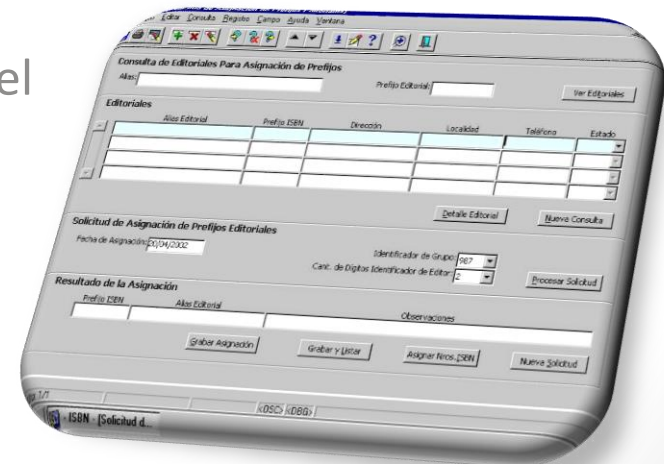 el
Editar Consulta Registro Campo Ayuda Ventana
Consulta de Editoriales Para Asignación de Prefijos
Alias: Prefijo Editorial: Ver Editoriales
Editoriales
Alias Editorial Prefijo ISBN Dirección Localidad Teléfono Estado
Detalle Editorial Nueva Consulta
Solicitud de Asignación de Prefijos Editoriales
Fecha de Asignación: 20/04/2002 Identificador de Grupo: 987
Cant. de Dígitos Identificador de Editor: 2 Procesar Solicitud
Resultado de la Asignación
Prefijo ISBN Alias Editorial Observaciones
Grabar Asignación Grabar y Listar Asignar Nros. ISBN Nueva Solicitud
<OSC> <DBG>
- ISBN - [Solicitud d...